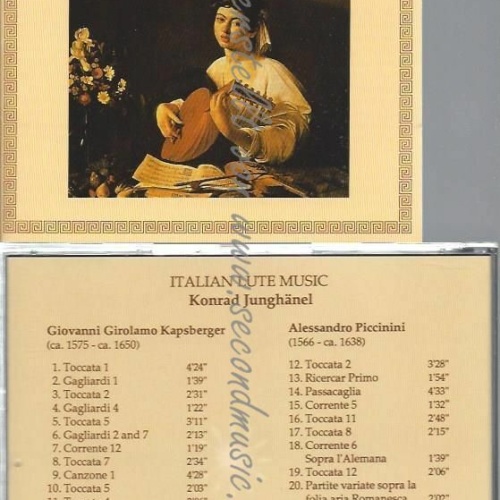 ITALIAN LUTE MUSIC
Konrad Junghänel
Giovanni Girolamo Kapsberger
(ca. 1575 - ca. 1650)
1. Toccata 1 4'24"
2. Gagliardi 1 1'39"
3. Toccata 2 2'31"
4. Gagliardi 4 1'22"
5. Toccata 5 3'11"
6. Gagliardi 2 and 7 2'13"
7. Corrente 12 1'19"
8. Toccata 7 2'34"
9. Canzone 1 4'28"
10. Toccata 5 2'03"
Alessandro Piccinini
(1566 - ca. 1638)
12. Toccata 2 3'28"
13. Ricercar Primo 1'54"
14. Passacaglia 4'33"
15. Corrente 5 1'32"
16. Toccata 11 2'48"
17. Toccata 8 2'15"
18. Corrente 6
Sopra l'Alemana 1'39"
19. Toccata 12 2'06"
20. Partite variate sopra la
folia aria Romanesca
www.secondmusic.